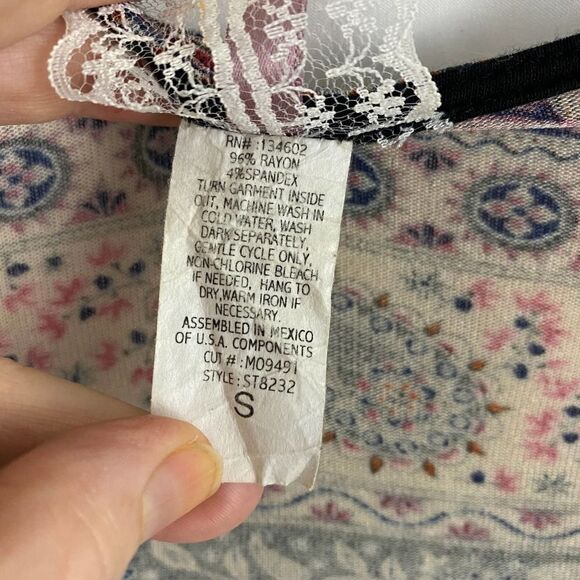 RN# :134602
96% RAYON
4%SPANDEX
TURN GARMENT INSIDE
OUT, MACHINE WASH IN
COLD WATER, WASH
DARK SEPARATELY,
GENTLE CYCLE ONLY,
NON-CHLORINE BLEACH
IF NEEDED, HANG TO
DRY,WARM IRON IF
NECESSARY.
ASSEMBLED IN MEXICO
OF U.S.A. COMPONENTS
CUT # : M09491
STYLE : ST8232
S